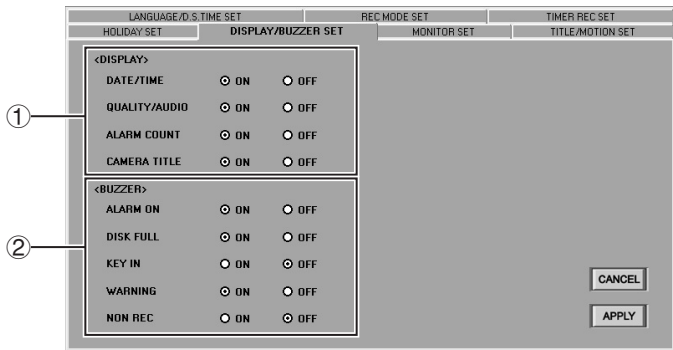 LANGUAGE/D.S.TIME SET REC MODE SET TIMER REC SET
HOLIDAY SET DISPLAY/BUZZER SET MONITOR SET TITLE/MOTION SET
<DISPLAY>
DATE/TIME ON OFF
① QUALITY/AUDIO ON OFF
ALARM COUNT ON OFF
CAMERA TITLE ON OFF
<BUZZER>
ALARM ON ON OFF
② DISK FULL ON OFF
KEY IN ON OFF
CANCEL
WARNING ON OFF
NON REC ON OFF
APPLY